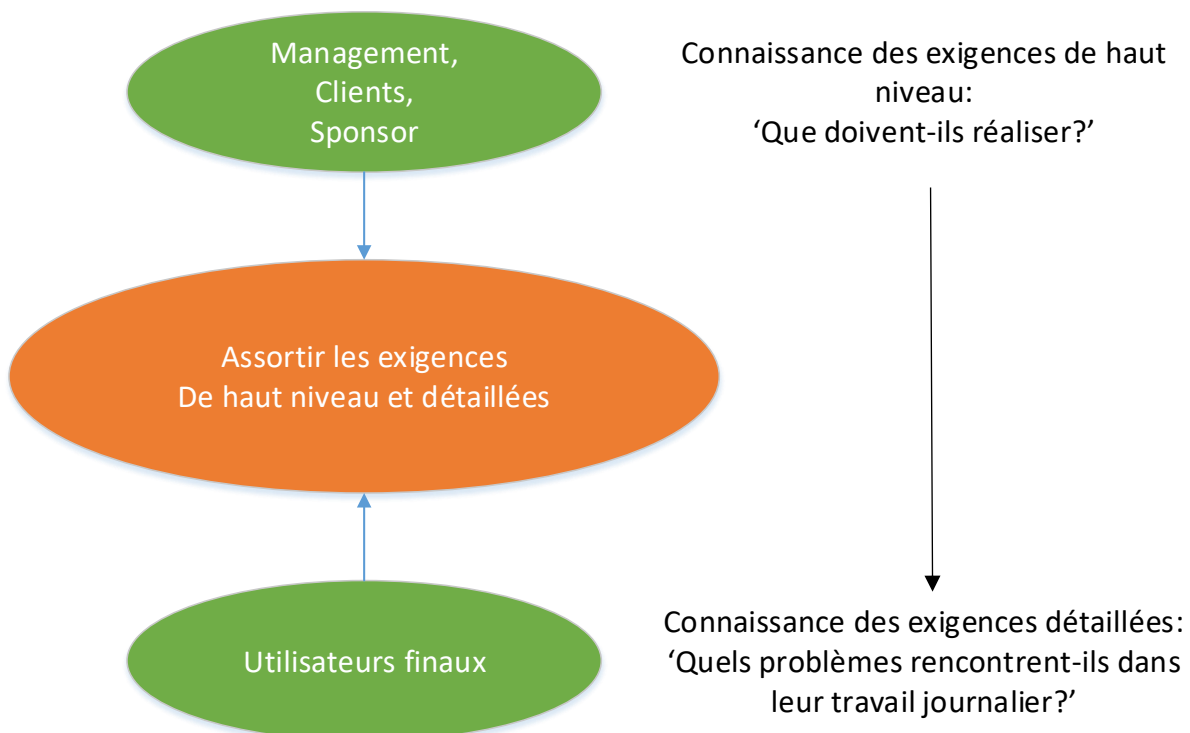 Management,
Clients,
Sponsor
Connaissance des exigences de haut
niveau:
‘Que doivent-ils réaliser?’
Assortir les exigences
De haut niveau et détaillées
Utilisateurs finaux
Connaissance des exigences détaillées:
‘Quels problèmes rencontrent-ils dans
leur travail journalier?’